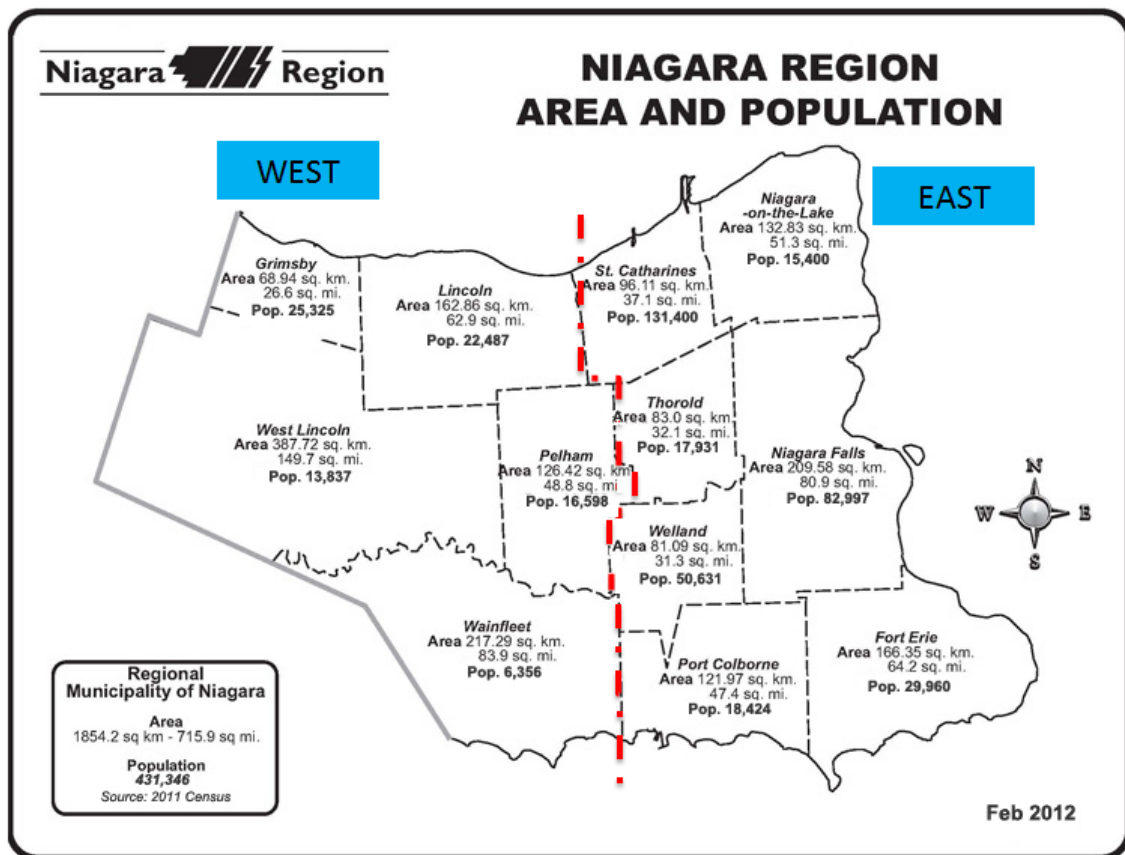 Niagara Region
NIAGARA REGION
AREA AND POPULATION
WEST
EAST
Niagara
-on-the-Lake
Area 132.83 sq. km.
51.3 sq. mi.
Pop. 15,400
Grimsby
Area 68.94 sq. km.
26.6 sq. mi.
Pop. 25,325
Lincoln
Area 162.86 sq. km.
62.9 sq. mi.
Pop. 22,487
St. Catharines
Area 96.11 sq. km.
37.1 sq. mi.
Pop. 131,400
West Lincoln
Area 387.72 sq. km.
149.7 sq. mi.
Pop. 13,837
Pelham
Area 126.42 sq. km.
48.8 sq. mi
Pop. 16,598
Thorold
Area 83.0 sq. km.
32.1 sq. mi.
Pop. 17,931
Niagara Falls
Area 209.58 sq. km.
80.9 sq. mi.
Pop. 82,997
Welland
Area 81.09 sq. km.
31.3 sq. mi.
Pop. 50,631
Wainfleet
Area 217.29 sq. km.
83.9 sq. mi.
Pop. 6,356
Port Colborne
Area 121.97 sq. km.
47.4 sq. mi.
Pop. 18,424
Fort Erie
Area 166.35 sq. km.
64.2 sq. mi.
Pop. 29,960
N
W E
S
Regional
Municipality of Niagara
Area
1854.2 sq km - 715.9 sq mi.
Population
431,346
Source: 2011 Census
Feb 2012